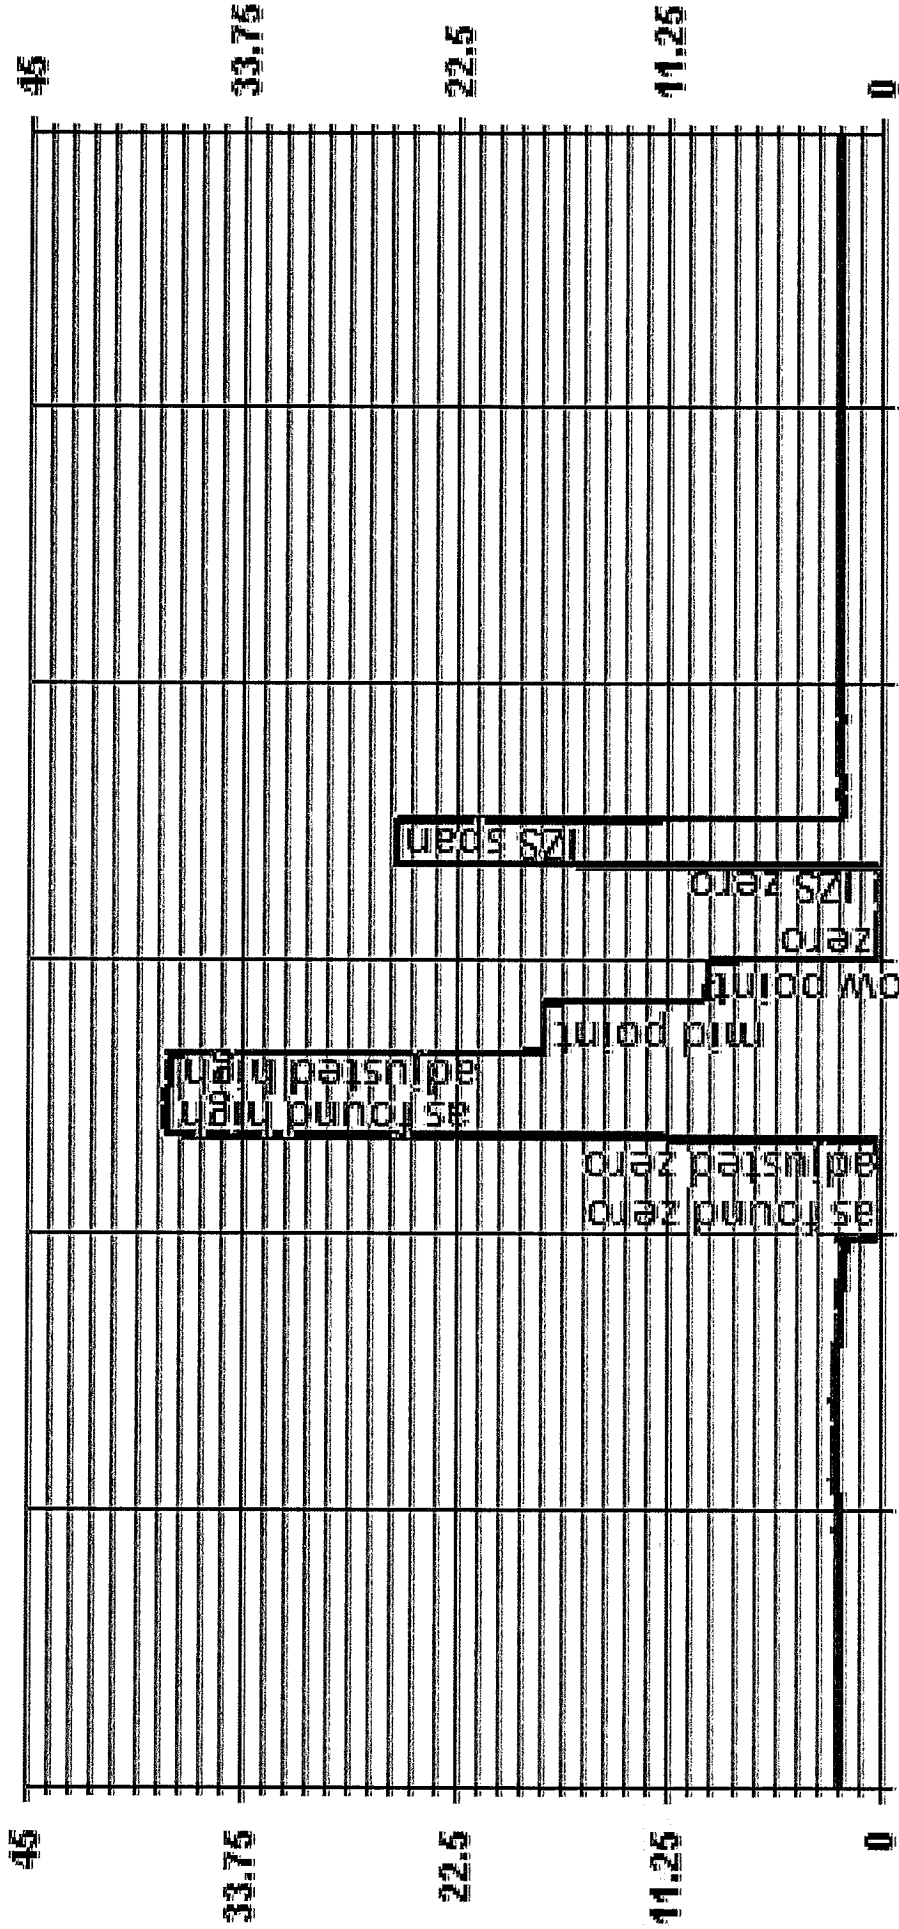 45
33.75
22.5
11.25
0
45
33.75
22.5
11.25
0
as found zero
adjusted zero
as found high
adjusted high
mid point
ow point
zero
IZS zero
IZS span